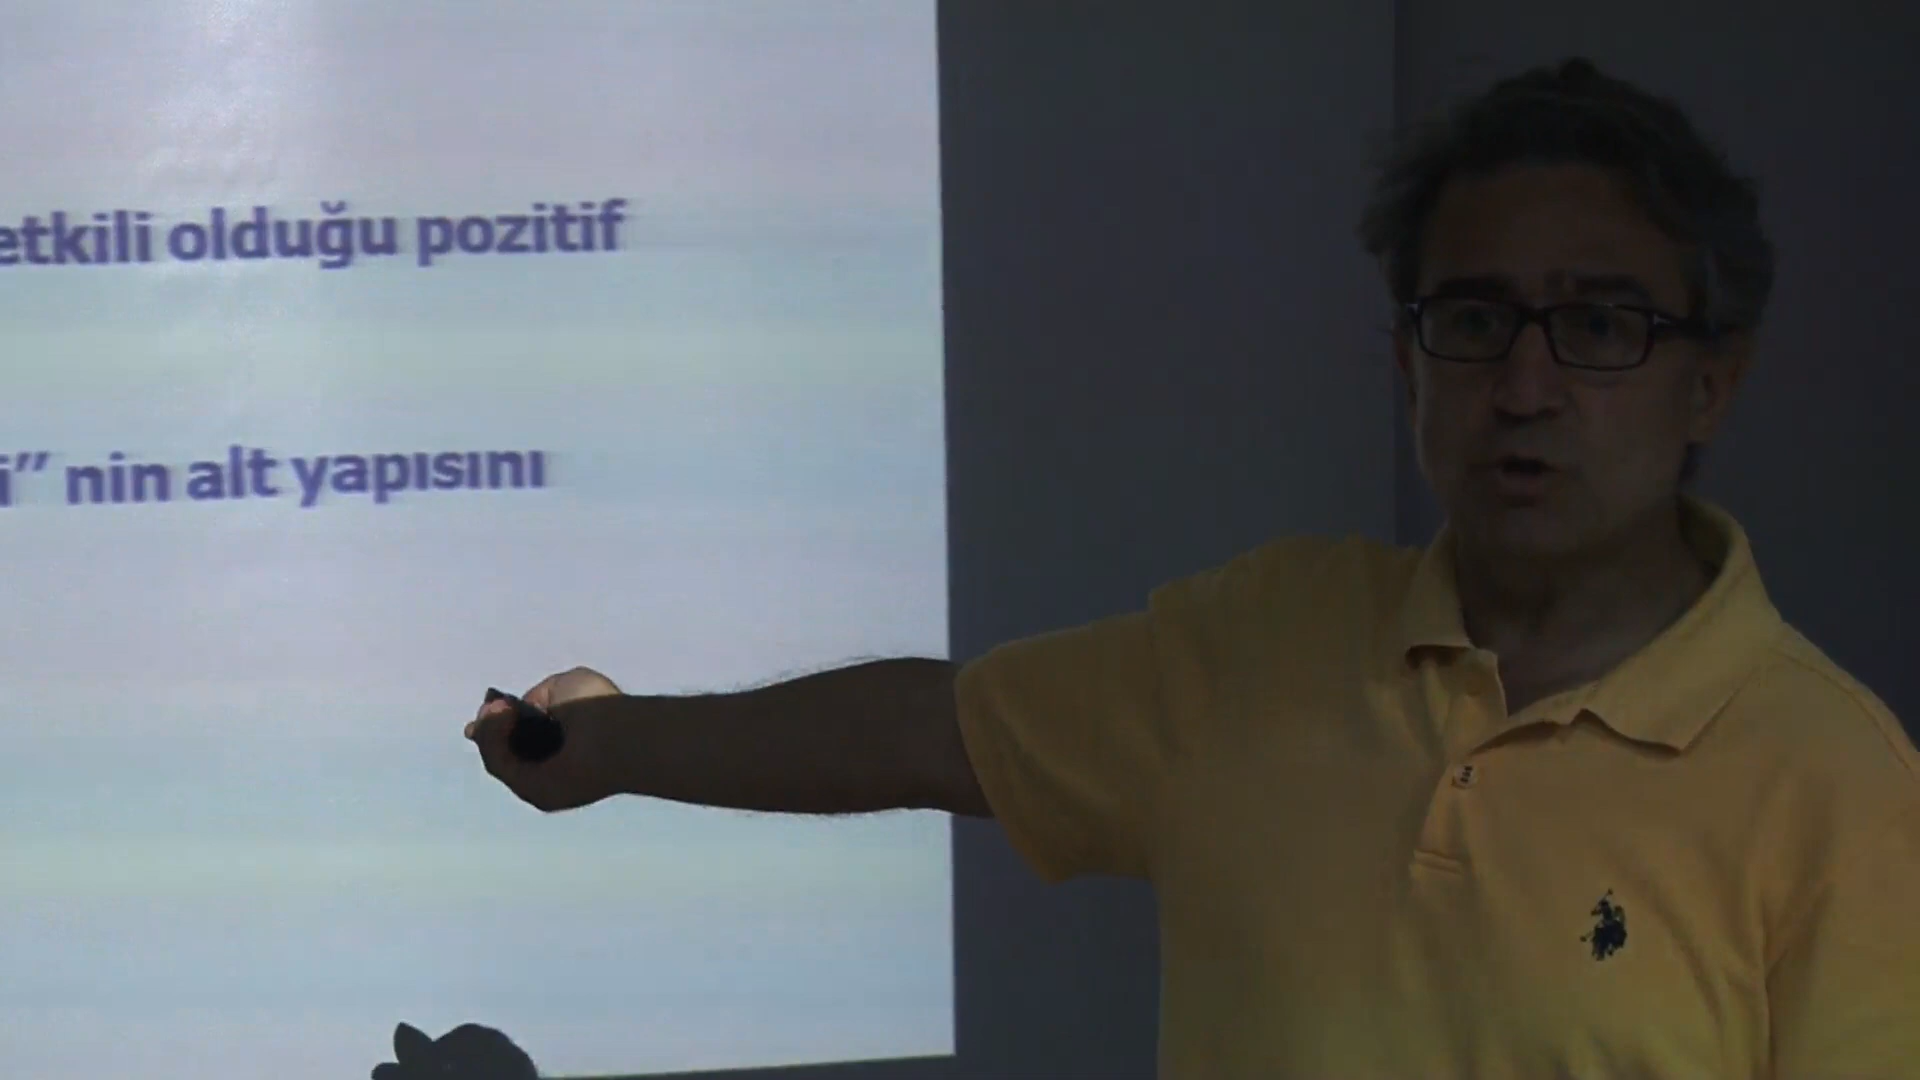 etkili olduğu pozitif
i” nin alt yapısını